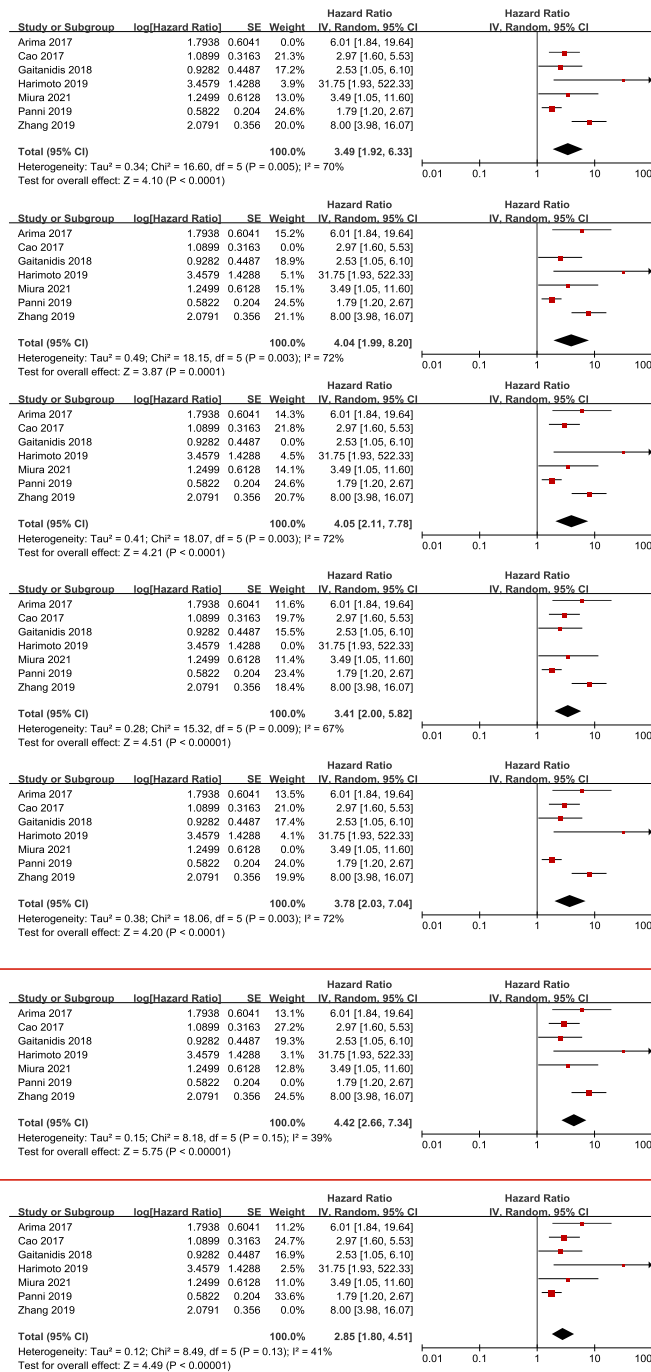 Hazard Ratio Hazard Ratio
Study or Subgroup log[Hazard Ratio] SE Weight IV, Random, 95% CI IV, Random, 95% CI
Arima 2017 1.7938 0.6041 0.0% 6.01 [1.84, 19.64]
Cao 2017 1.0899 0.3163 21.3% 2.97 [1.60, 5.53]
Gaitanidis 2018 0.9282 0.4487 17.2% 2.53 [1.05, 6.10]
Harimoto 2019 3.4579 1.4288 3.9% 31.75 [1.93, 522.33]
Miura 2021 1.2499 0.6128 13.0% 3.49 [1.05, 11.60]
Panni 2019 0.5822 0.204 24.6% 1.79 [1.20, 2.67]
Zhang 2019 2.0791 0.356 20.0% 8.00 [3.98, 16.07]
Total (95% CI) 100.0% 3.49 [1.92, 6.33]
Heterogeneity: Tau² = 0.34; Chi² = 16.60, df = 5 (P = 0.005); I² = 70%
0.01 0.1 1 10 100
Test for overall effect: Z = 4.10 (P < 0.0001)
Hazard Ratio Hazard Ratio
Study or Subgroup log[Hazard Ratio] SE Weight IV, Random, 95% CI IV, Random, 95% CI
Arima 2017 1.7938 0.6041 15.2% 6.01 [1.84, 19.64]
Cao 2017 1.0899 0.3163 0.0% 2.97 [1.60, 5.53]
Gaitanidis 2018 0.9282 0.4487 18.9% 2.53 [1.05, 6.10]
Harimoto 2019 3.4579 1.4288 5.1% 31.75 [1.93, 522.33]
Miura 2021 1.2499 0.6128 15.1% 3.49 [1.05, 11.60]
Panni 2019 0.5822 0.204 24.5% 1.79 [1.20, 2.67]
Zhang 2019 2.0791 0.356 21.1% 8.00 [3.98, 16.07]
Total (95% CI) 100.0% 4.04 [1.99, 8.20]
Heterogeneity: Tau² = 0.49; Chi² = 18.15, df = 5 (P = 0.003); I² = 72%
0.01 0.1 1 10 100
Test for overall effect: Z = 3.87 (P = 0.0001)
Hazard Ratio Hazard Ratio
Study or Subgroup log[Hazard Ratio] SE Weight IV, Random, 95% CI IV, Random, 95% CI
Arima 2017 1.7938 0.6041 14.3% 6.01 [1.84, 19.64]
Cao 2017 1.0899 0.3163 21.8% 2.97 [1.60, 5.53]
Gaitanidis 2018 0.9282 0.4487 0.0% 2.53 [1.05, 6.10]
Harimoto 2019 3.4579 1.4288 4.5% 31.75 [1.93, 522.33]
Miura 2021 1.2499 0.6128 14.1% 3.49 [1.05, 11.60]
Panni 2019 0.5822 0.204 24.6% 1.79 [1.20, 2.67]
Zhang 2019 2.0791 0.356 20.7% 8.00 [3.98, 16.07]
Total (95% CI) 100.0% 4.05 [2.11, 7.78]
Heterogeneity: Tau² = 0.41; Chi² = 18.07, df = 5 (P = 0.003); I² = 72%
0.01 0.1 1 10 100
Test for overall effect: Z = 4.21 (P < 0.0001)
Hazard Ratio Hazard Ratio
Study or Subgroup log[Hazard Ratio] SE Weight IV, Random, 95% CI IV, Random, 95% CI
Arima 2017 1.7938 0.6041 11.6% 6.01 [1.84, 19.64]
Cao 2017 1.0899 0.3163 19.7% 2.97 [1.60, 5.53]
Gaitanidis 2018 0.9282 0.4487 15.5% 2.53 [1.05, 6.10]
Harimoto 2019 3.4579 1.4288 0.0% 31.75 [1.93, 522.33]
Miura 2021 1.2499 0.6128 11.4% 3.49 [1.05, 11.60]
Panni 2019 0.5822 0.204 23.4% 1.79 [1.20, 2.67]
Zhang 2019 2.0791 0.356 18.4% 8.00 [3.98, 16.07]
Total (95% CI) 100.0% 3.41 [2.00, 5.82]
Heterogeneity: Tau² = 0.28; Chi² = 15.32, df = 5 (P = 0.009); I² = 67%
0.01 0.1 1 10 100
Test for overall effect: Z = 4.51 (P < 0.00001)
Hazard Ratio Hazard Ratio
Study or Subgroup log[Hazard Ratio] SE Weight IV, Random, 95% CI IV, Random, 95% CI
Arima 2017 1.7938 0.6041 13.5% 6.01 [1.84, 19.64]
Cao 2017 1.0899 0.3163 21.0% 2.97 [1.60, 5.53]
Gaitanidis 2018 0.9282 0.4487 17.4% 2.53 [1.05, 6.10]
Harimoto 2019 3.4579 1.4288 4.1% 31.75 [1.93, 522.33]
Miura 2021 1.2499 0.6128 0.0% 3.49 [1.05, 11.60]
Panni 2019 0.5822 0.204 24.0% 1.79 [1.20, 2.67]
Zhang 2019 2.0791 0.356 19.9% 8.00 [3.98, 16.07]
Total (95% CI) 100.0% 3.78 [2.03, 7.04]
Heterogeneity: Tau² = 0.38; Chi² = 18.06, df = 5 (P = 0.003); I² = 72%
0.01 0.1 1 10 100
Test for overall effect: Z = 4.20 (P < 0.0001)
Hazard Ratio Hazard Ratio
Study or Subgroup log[Hazard Ratio] SE Weight IV, Random, 95% CI IV, Random, 95% CI
Arima 2017 1.7938 0.6041 13.1% 6.01 [1.84, 19.64]
Cao 2017 1.0899 0.3163 27.2% 2.97 [1.60, 5.53]
Gaitanidis 2018 0.9282 0.4487 19.3% 2.53 [1.05, 6.10]
Harimoto 2019 3.4579 1.4288 3.1% 31.75 [1.93, 522.33]
Miura 2021 1.2499 0.6128 12.8% 3.49 [1.05, 11.60]
Panni 2019 0.5822 0.204 0.0% 1.79 [1.20, 2.67]
Zhang 2019 2.0791 0.356 24.5% 8.00 [3.98, 16.07]
Total (95% CI) 100.0% 4.42 [2.66, 7.34]
Heterogeneity: Tau² = 0.15; Chi² = 8.18, df = 5 (P = 0.15); I² = 39%
0.01 0.1 1 10 100
Test for overall effect: Z = 5.75 (P < 0.00001)
Hazard Ratio Hazard Ratio
Study or Subgroup log[Hazard Ratio] SE Weight IV, Random, 95% CI IV, Random, 95% CI
Arima 2017 1.7938 0.6041 11.2% 6.01 [1.84, 19.64]
Cao 2017 1.0899 0.3163 24.7% 2.97 [1.60, 5.53]
Gaitanidis 2018 0.9282 0.4487 16.9% 2.53 [1.05, 6.10]
Harimoto 2019 3.4579 1.4288 2.5% 31.75 [1.93, 522.33]
Miura 2021 1.2499 0.6128 11.0% 3.49 [1.05, 11.60]
Panni 2019 0.5822 0.204 33.6% 1.79 [1.20, 2.67]
Zhang 2019 2.0791 0.356 0.0% 8.00 [3.98, 16.07]
Total (95% CI) 100.0% 2.85 [1.80, 4.51]
Heterogeneity: Tau² = 0.12; Chi² = 8.49, df = 5 (P = 0.13); I² = 41%
0.01 0.1 1 10 100
Test for overall effect: Z = 4.49 (P < 0.00001)